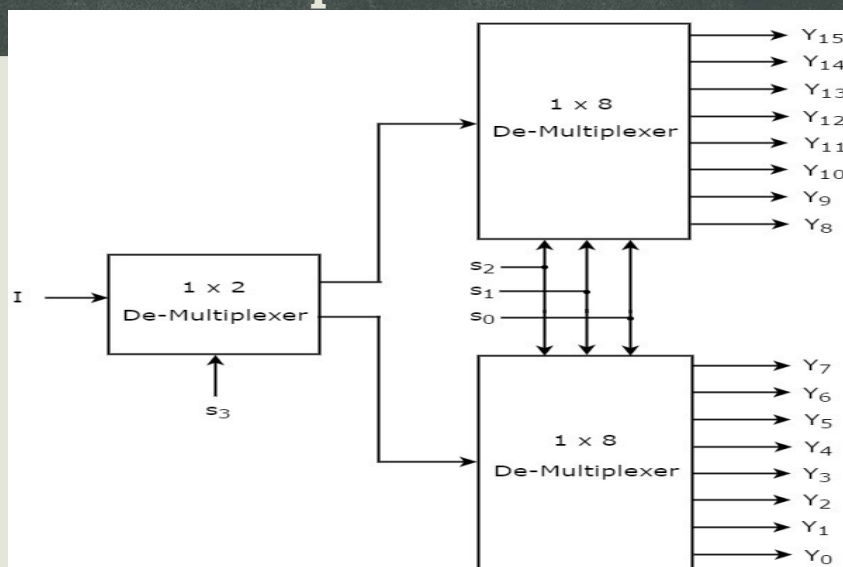 Y₁₅
Y₁₄
1 x 8
Y₁₃
De-Multiplexer
Y₁₂
Y₁₁
Y₁₀
Y₉
Y₈
s₂
s₁
s₀
1 x 2
De-Multiplexer
I
s₃
1 x 8
De-Multiplexer
Y₇
Y₆
Y₅
Y₄
Y₃
Y₂
Y₁
Y₀